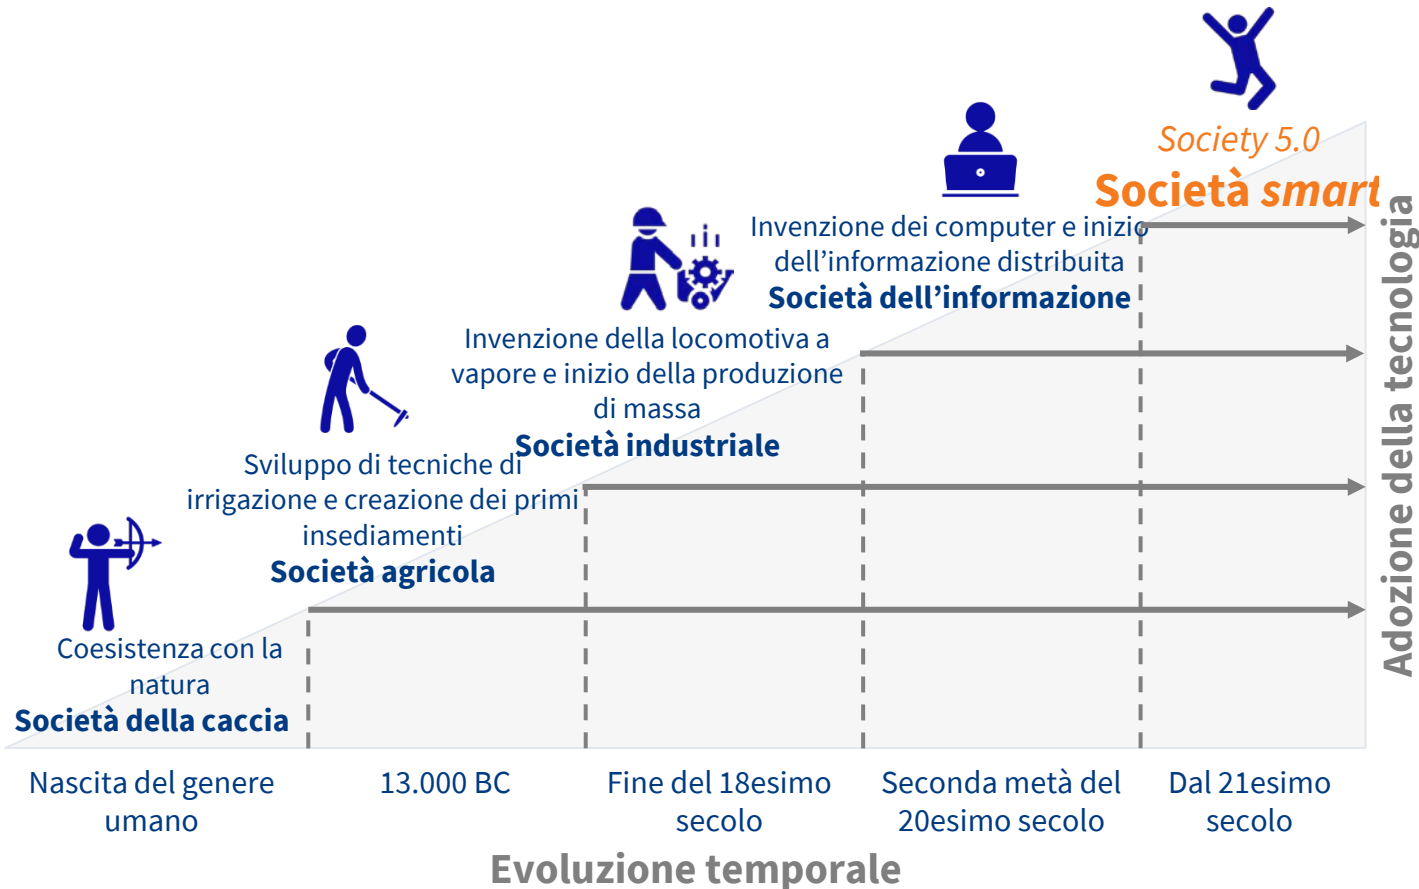 Society 5.0
Società smart
Invenzione dei computer e inizio
dell’informazione distribuita
Società dell’informazione
Invenzione della locomotiva a
vapore e inizio della produzione
di massa
Società industriale
Sviluppo di tecniche di
irrigazione e creazione dei primi
insediamenti
Società agricola
Coesistenza con la
natura
Società della caccia
Adozione della tecnologia
Nascita del genere
umano
13.000 BC
Fine del 18esimo
secolo
Seconda metà del
20esimo secolo
Dal 21esimo
secolo
Evoluzione temporale